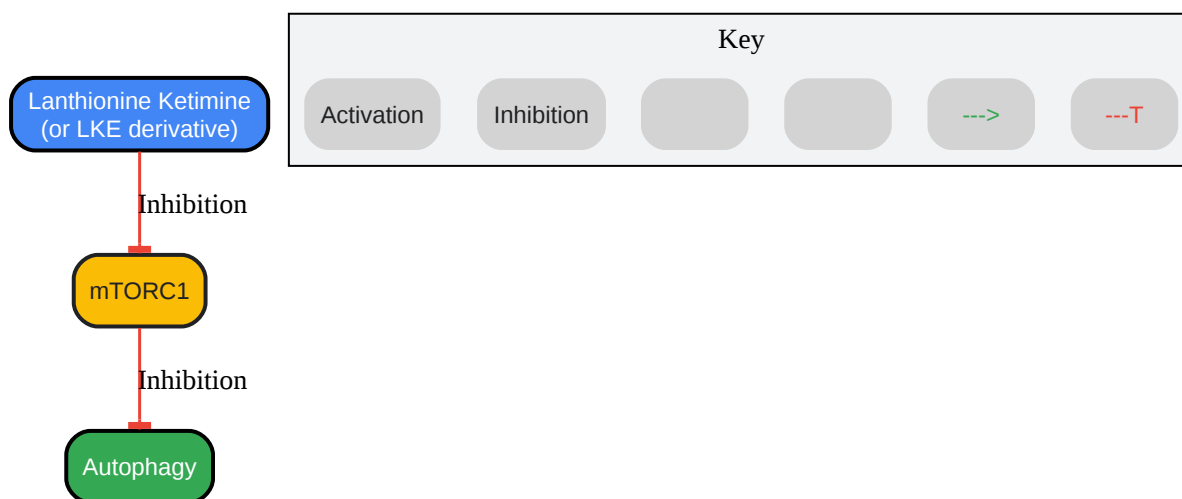 Key
Activation
Inhibition
--->
---T
Lanthionine Ketimine
(or LKE derivative)
Inhibition
mTORC1
Inhibition
Autophagy